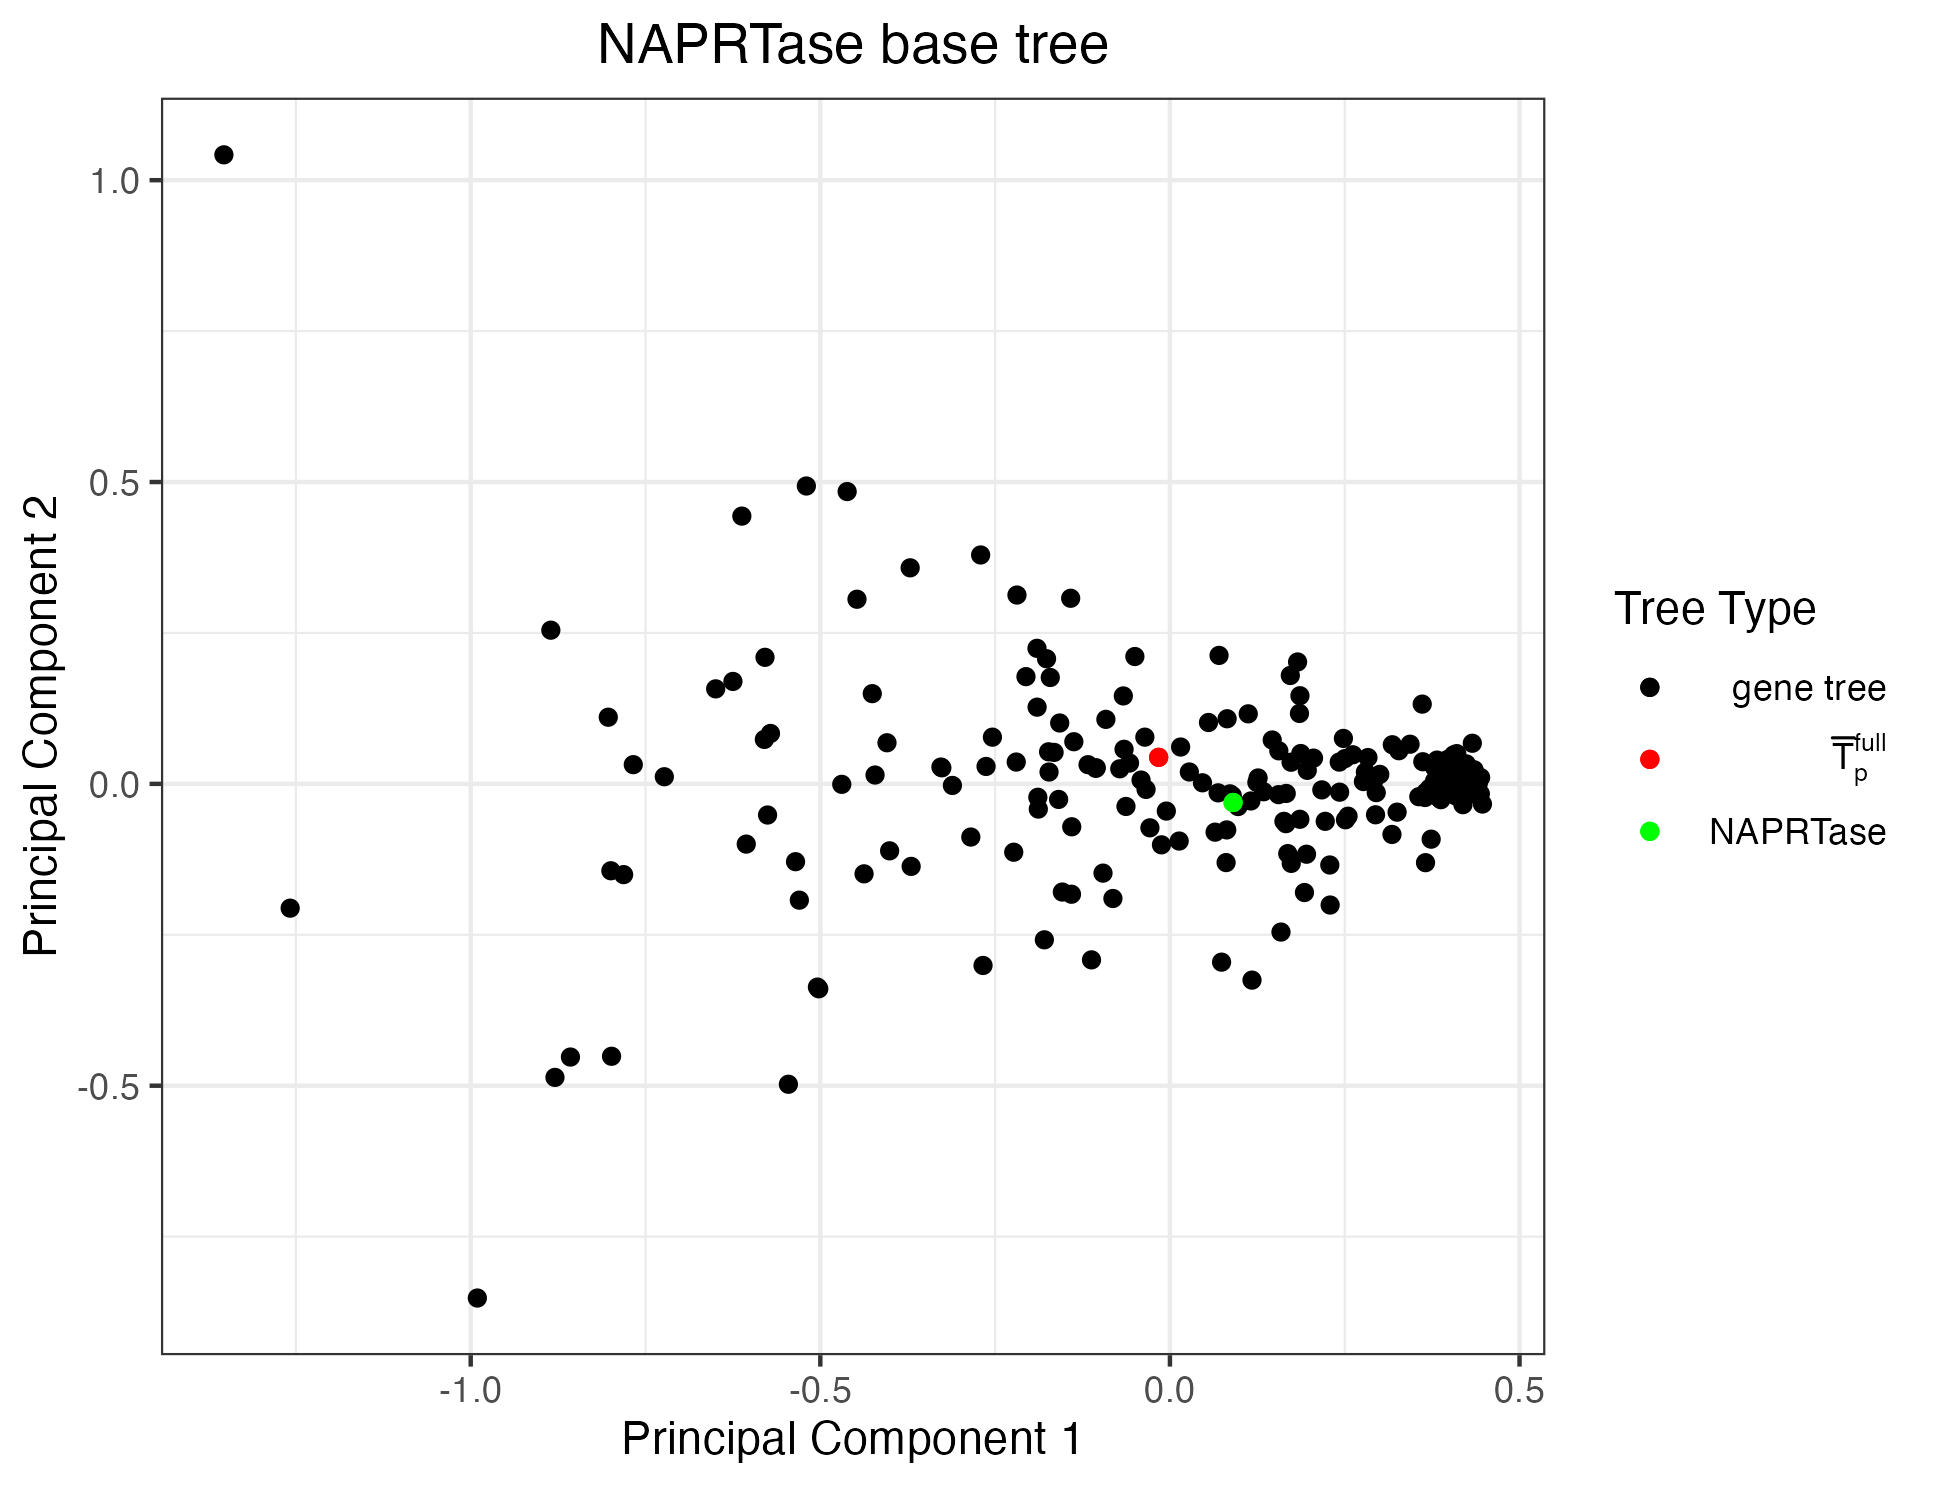 NAPRTase base tree
1.0
0.5
0.0
-0.5
Principal Component 2
-1.0
-0.5
0.0
0.5
Principal Component 1
Tree Type
gene tree
T̅ₚfull
NAPRTase